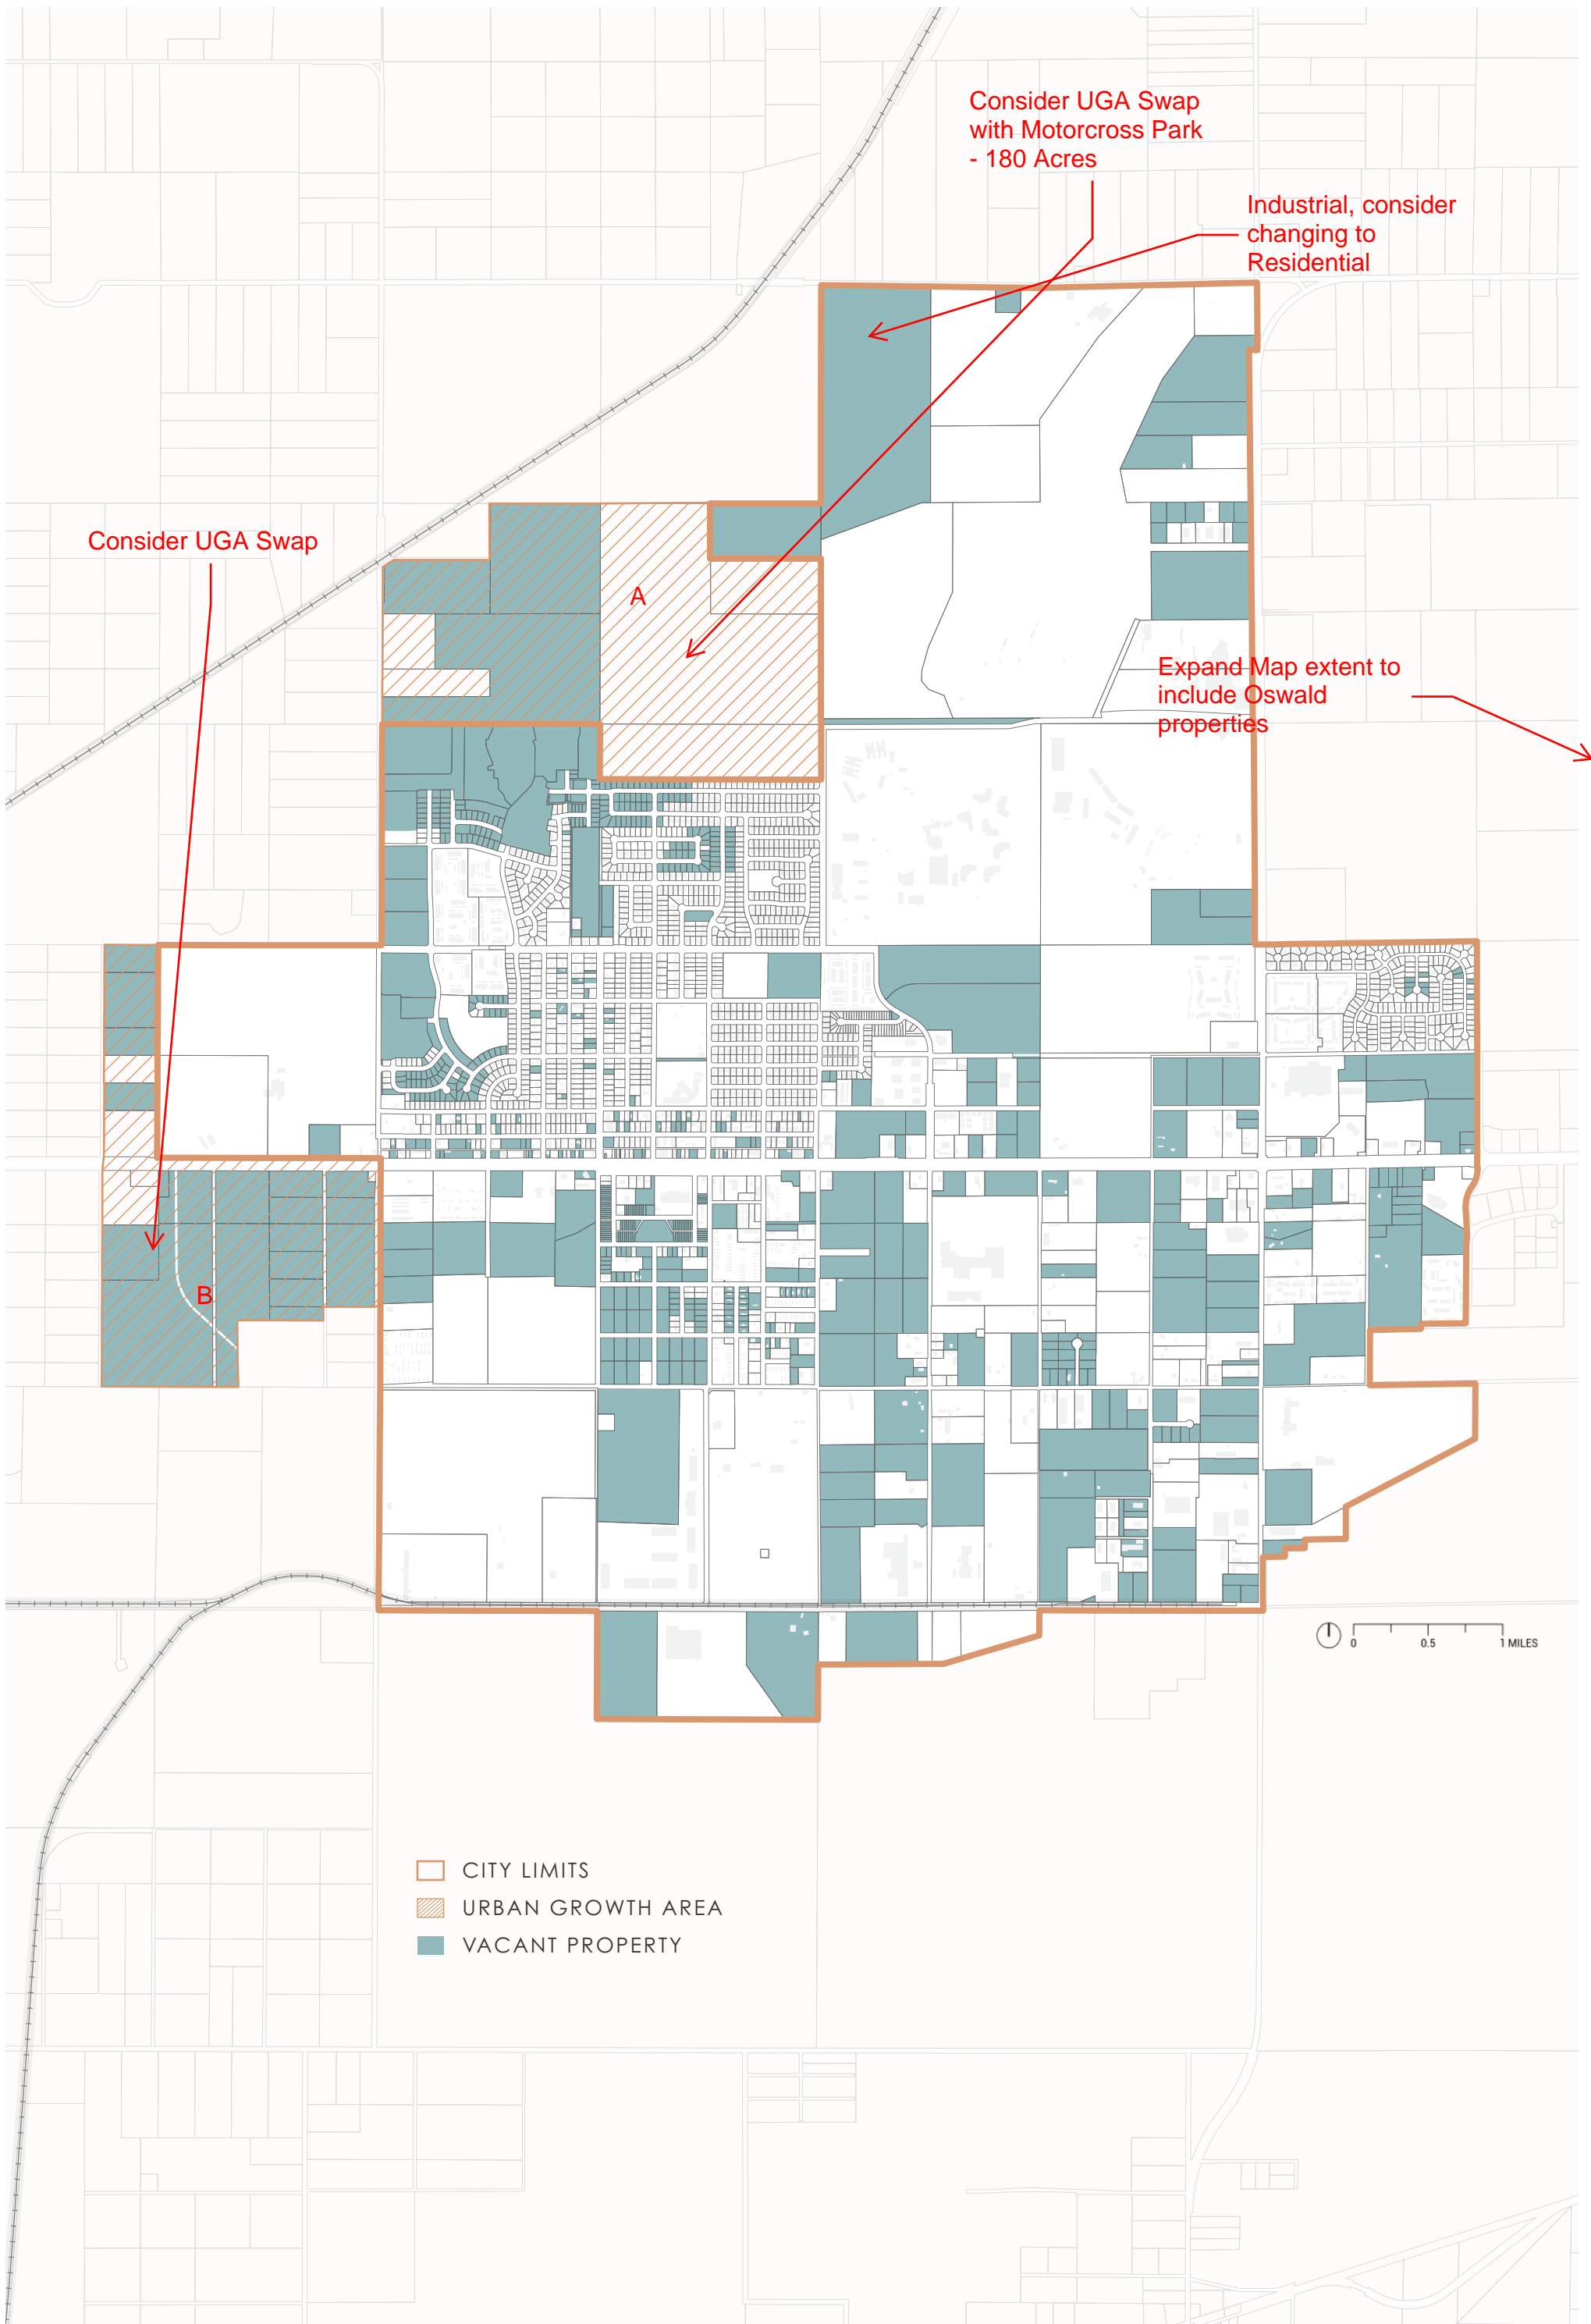 Consider UGA Swap
with Motorcross Park
- 180 Acres
Industrial, consider
changing to
Residential
Consider UGA Swap
A
Expand Map extent to
include Oswald
properties
B
0 0.5 1 MILES
CITY LIMITS
URBAN GROWTH AREA
VACANT PROPERTY